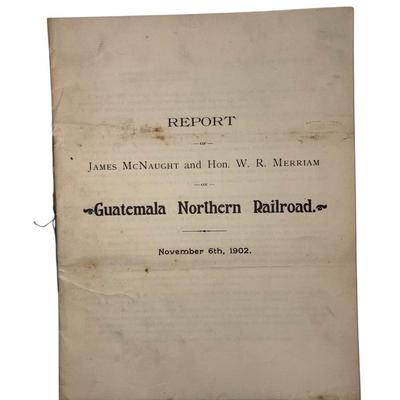 REPORT
—OF—
JAMES MCNAUGHT AND HON. W. R. MERRIAM
—ON—
Guatemala Northern Railroad.
November 6th, 1902.